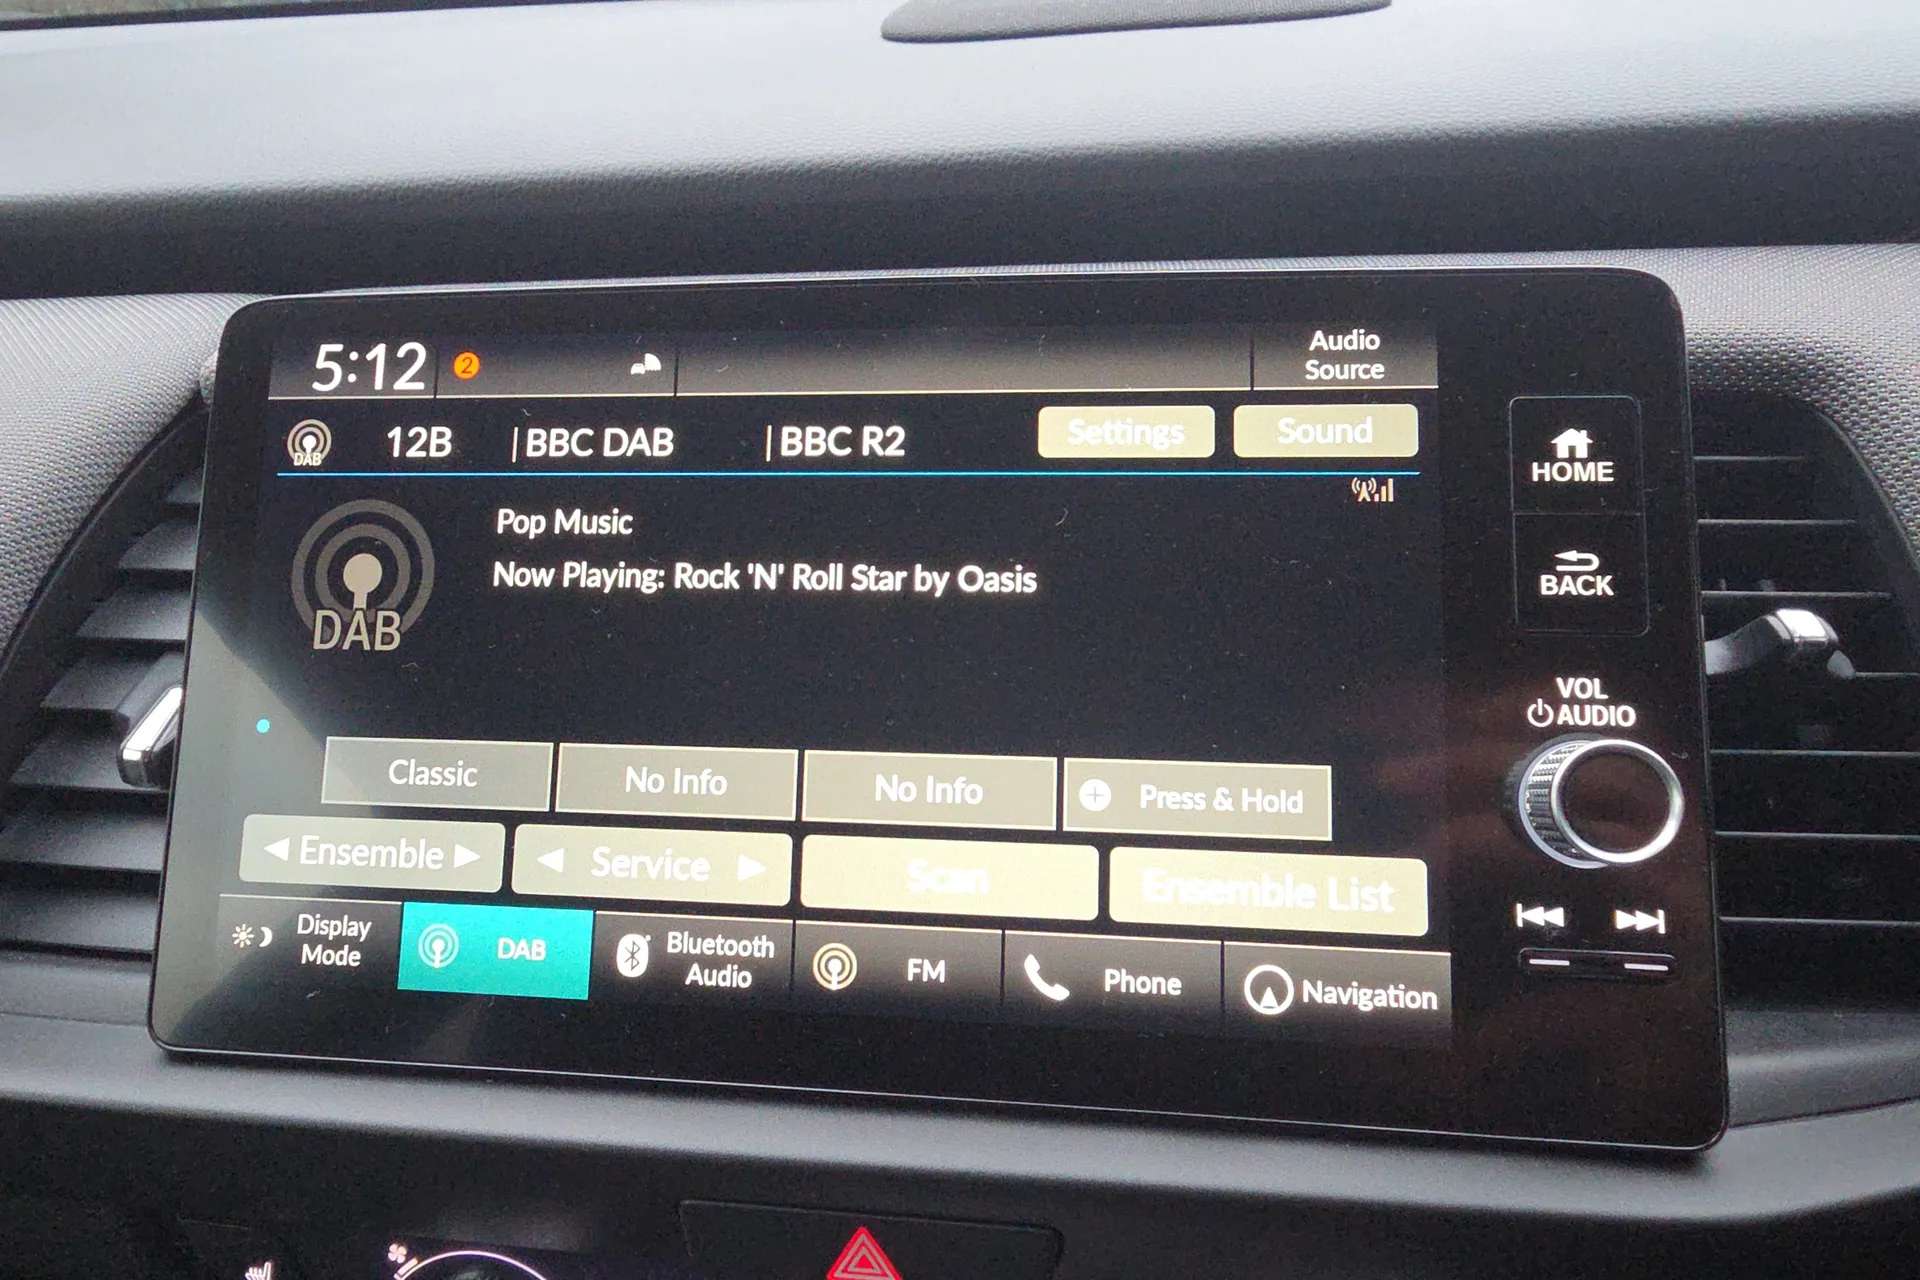 5:12
2
Audio
Source
DAB
12B
|BBC DAB
|BBC R2
Settings
Sound
HOME
Pop Music
Now Playing: Rock 'N' Roll Star by Oasis
DAB
BACK
VOL
AUDIO
Classic
No Info
No Info
Press & Hold
Ensemble
Service
Scan
Ensemble List
Display
Mode
DAB
Bluetooth
Audio
FM
Phone
Navigation